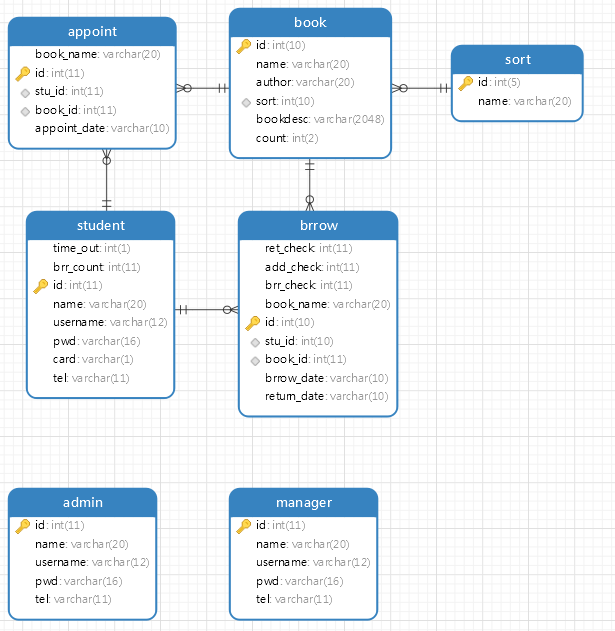 appoint
book_name: varchar(20)
id: int(11)
stu_id: int(11)
book_id: int(11)
appoint_date: varchar(10)
book
id: int(10)
name: varchar(20)
author: varchar(20)
sort: int(10)
bookdesc: varchar(2048)
count: int(2)
sort
id: int(5)
name: varchar(20)
student
time_out: int(1)
brr_count: int(11)
id: int(11)
name: varchar(20)
username: varchar(12)
pwd: varchar(16)
card: varchar(1)
tel: varchar(11)
brrow
ret_check: int(11)
add_check: int(11)
brr_check: int(11)
book_name: varchar(20)
id: int(10)
stu_id: int(10)
book_id: int(11)
brrow_date: varchar(10)
return_date: varchar(10)
admin
id: int(11)
name: varchar(20)
username: varchar(12)
pwd: varchar(16)
tel: varchar(11)
manager
id: int(11)
name: varchar(20)
username: varchar(12)
pwd: varchar(16)
tel: varchar(11)